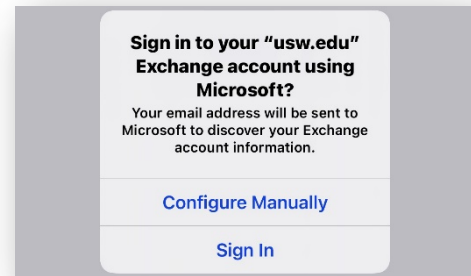 Sign in to your “usw.edu”
Exchange account using
Microsoft?
Your email address will be sent to
Microsoft to discover your Exchange
account information.
Configure Manually
Sign In